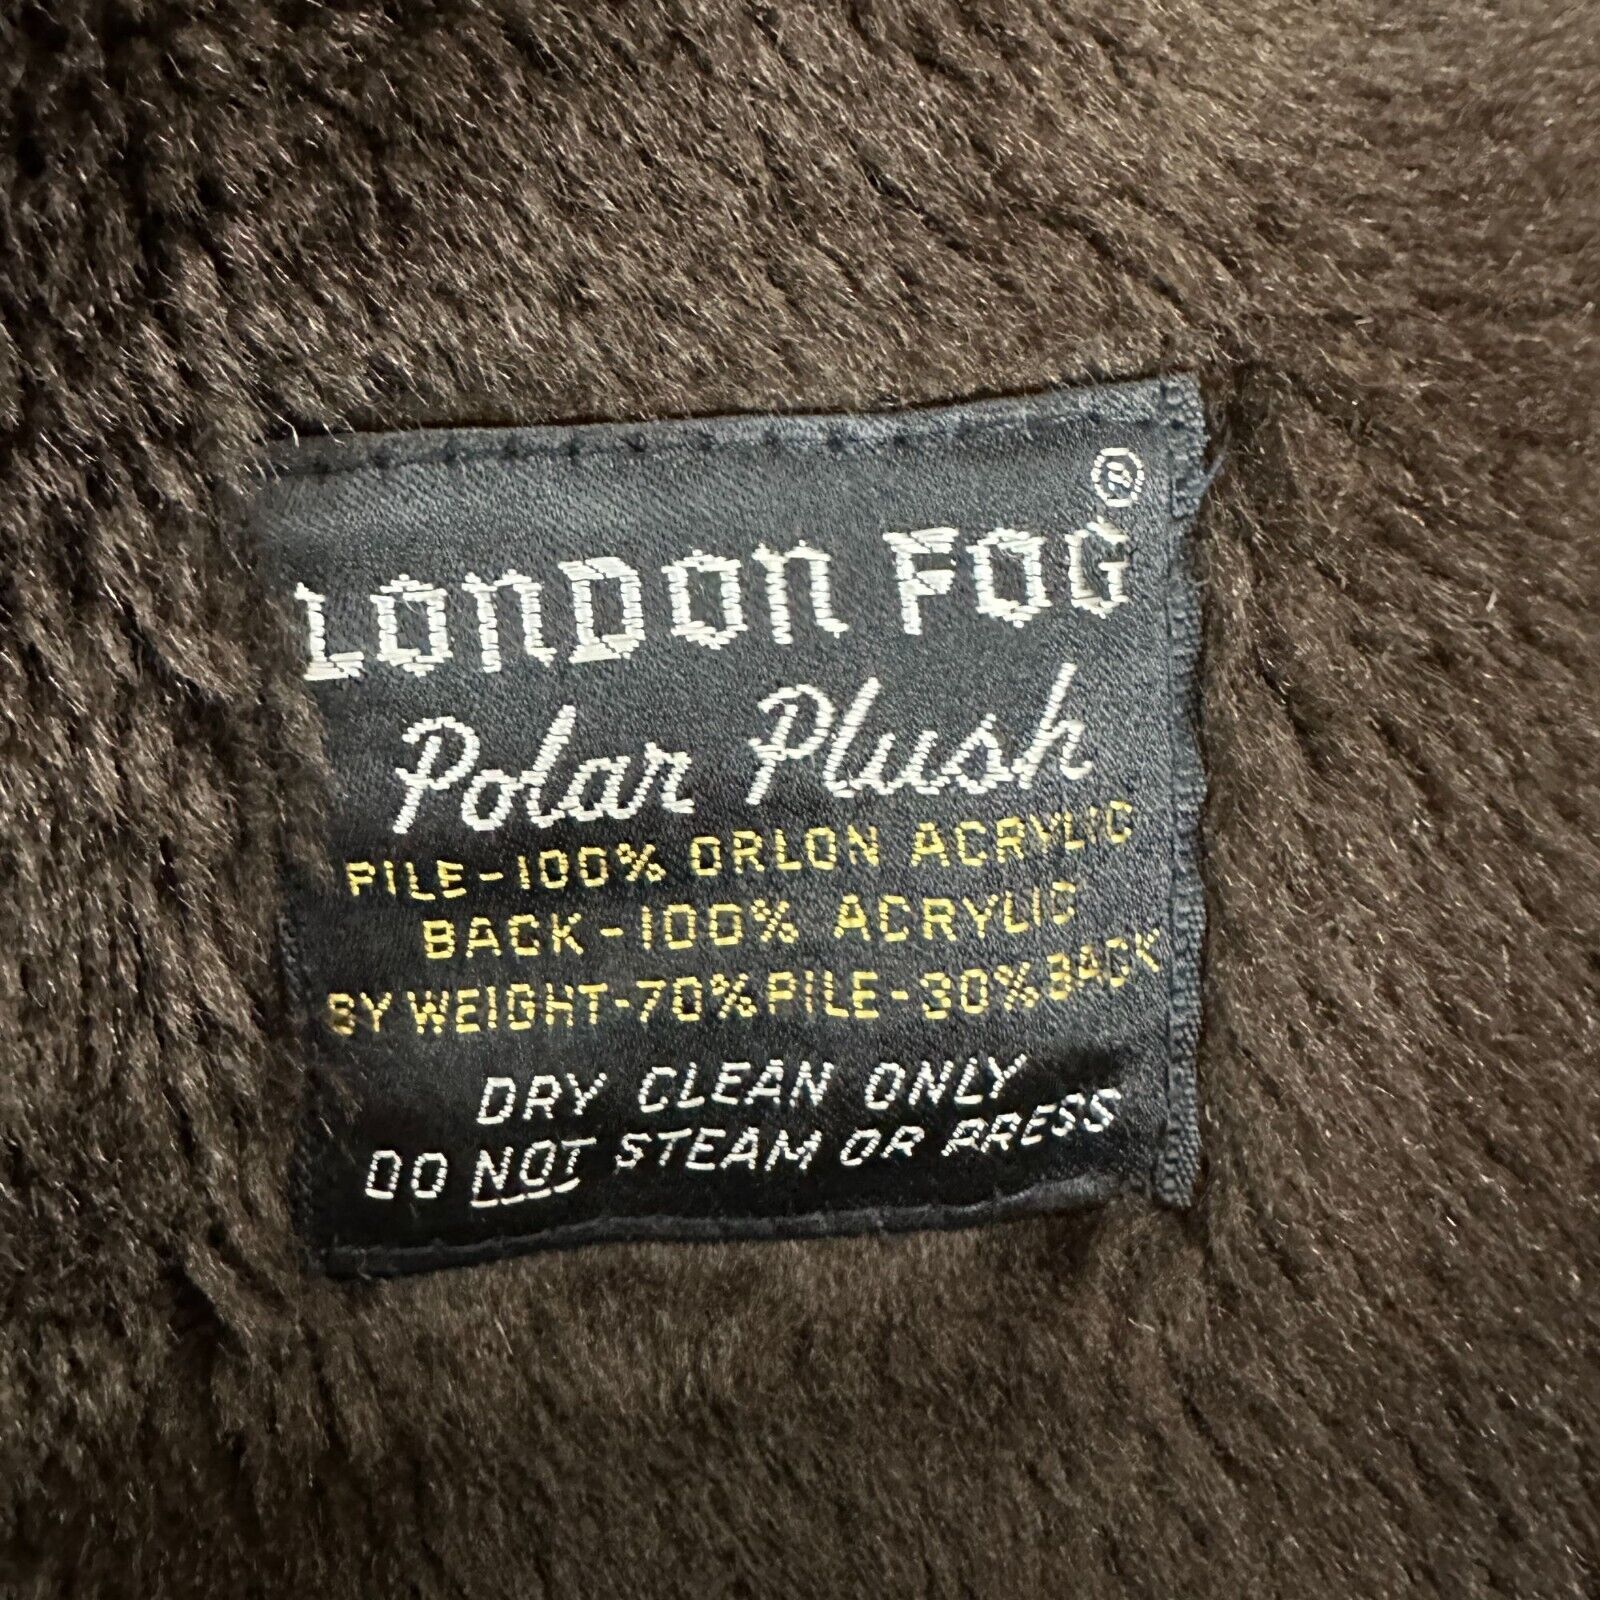 ®
LONDON FOG
Polar Plush
PILE-100% ORLON ACRYLIC
BACK-100% ACRYLIC
BY WEIGHT-70% PILE-30% BACK
DRY CLEAN ONLY
DO NOT STEAM OR PRESS